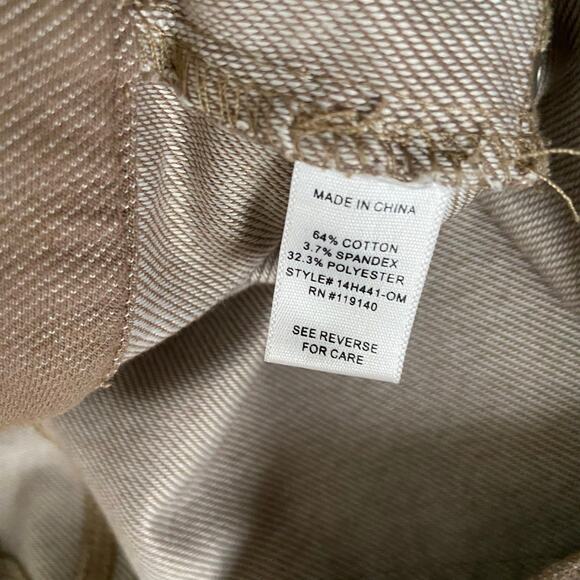 MADE IN CHINA
64% COTTON
3.7% SPANDEX
32.3% POLYESTER
STYLE# 14H441-OM
RN #119140
SEE REVERSE
FOR CARE